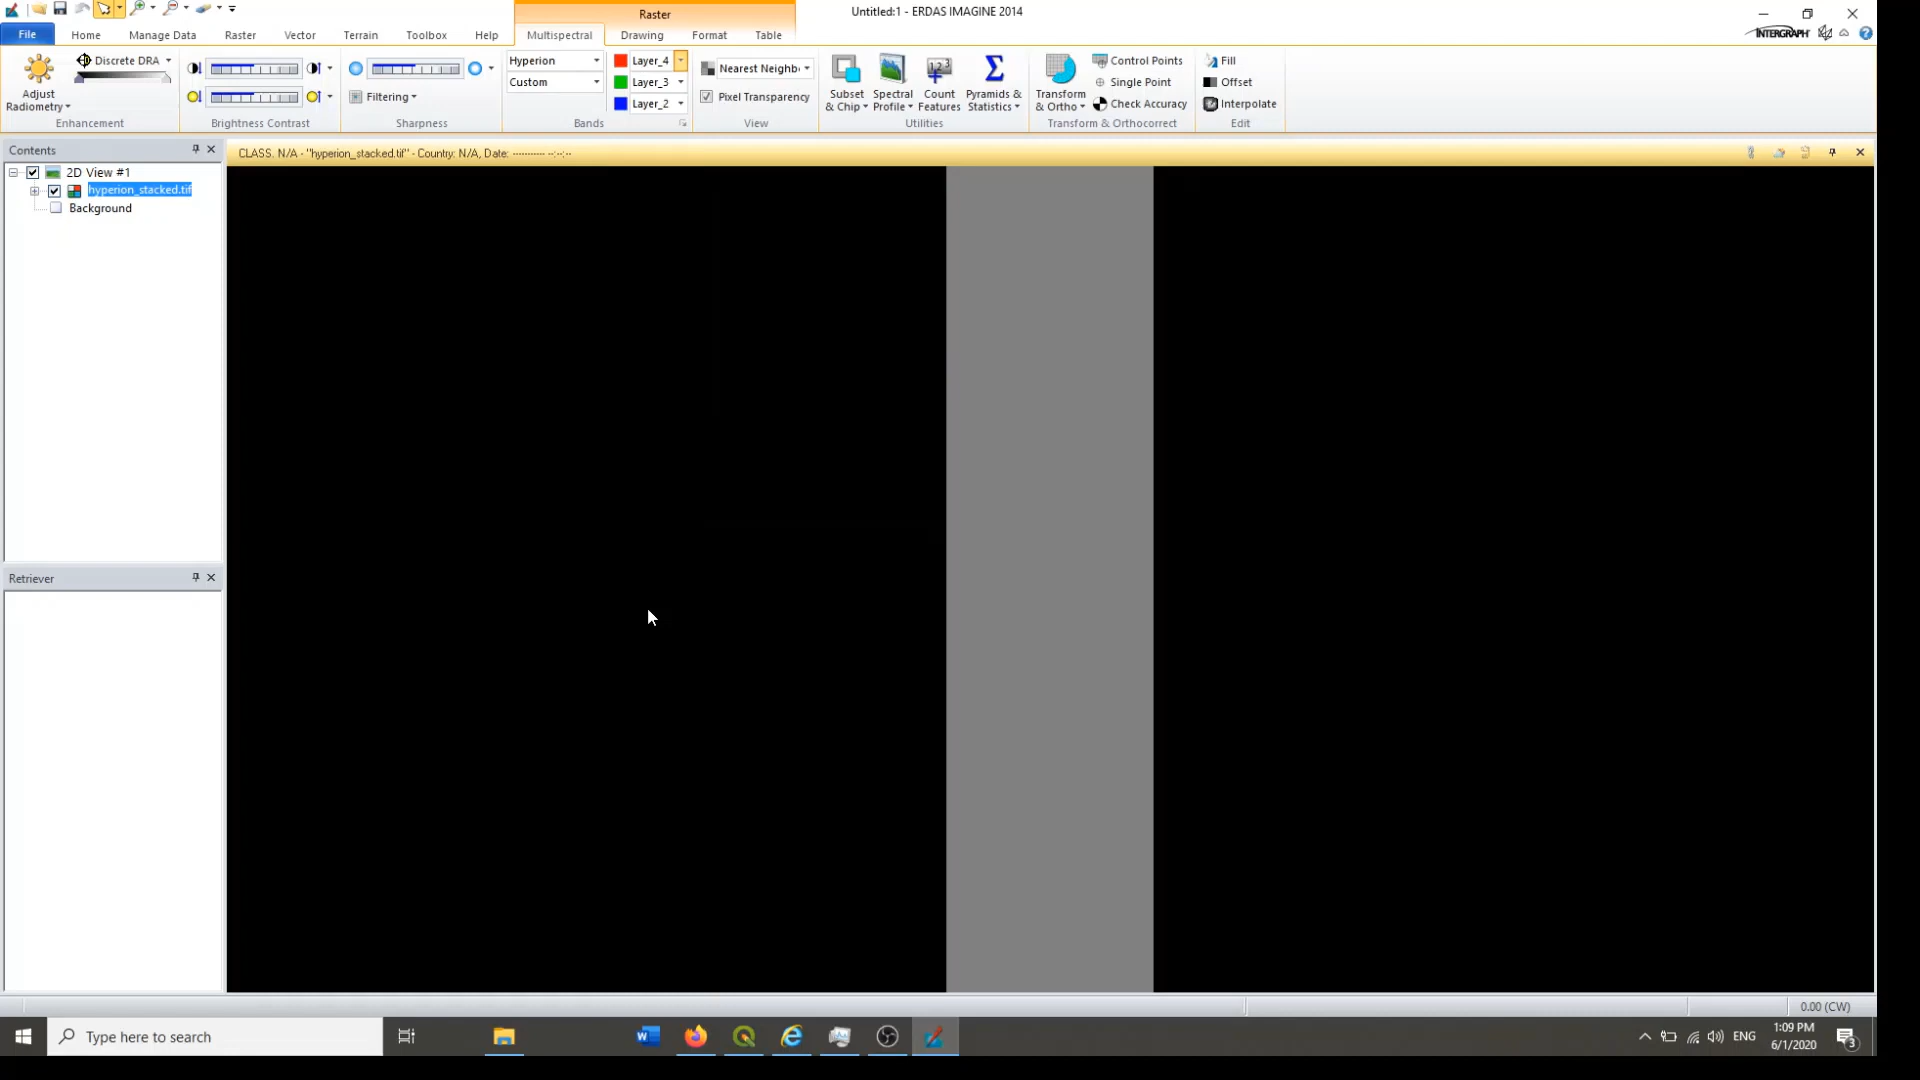 Raster
Untitled:1 - ERDAS IMAGINE 2014
File
Home
Manage Data
Raster
Vector
Terrain
Toolbox
Help
Multispectral
Drawing
Format
Table
INTERGRAPH
Adjust
Radiometry
Discrete DRA
Enhancement
Brightness Contrast
Filtering
Sharpness
Hyperion
Custom
Layer_4
Layer_3
Layer_2
Bands
Nearest Neighb
Pixel Transparency
View
Subset
& Chip
Spectral
Profile
Count
Features
Pyramids &
Statistics
Utilities
Transform
& Ortho
Control Points
Single Point
Check Accuracy
Transform & Orthocorrect
Fill
Offset
Interpolate
Edit
Contents
2D View #1
hyperion_stacked.tif
Background
CLASS. N/A - "hyperion_stacked.tif" - Country: N/A, Date: ----------- --:--:--
Retriever
0.00 (CW)
Type here to search
ENG
1:09 PM
6/1/2020
3